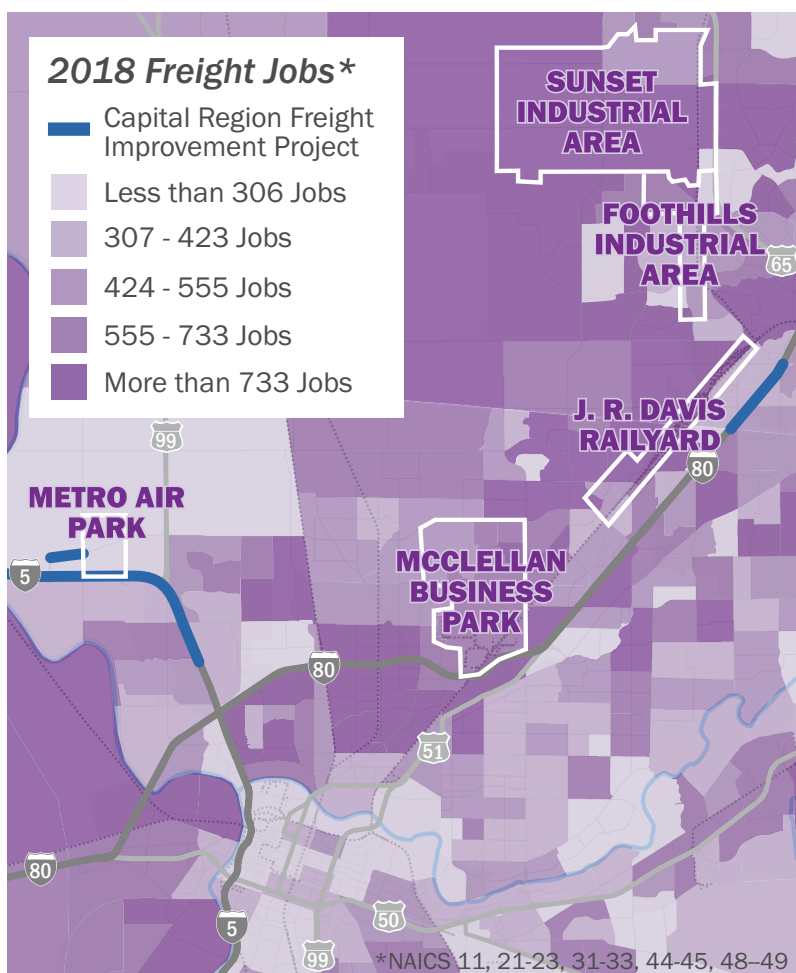 2018 Freight Jobs*
Capital Region Freight
Improvement Project
Less than 306 Jobs
307 - 423 Jobs
424 - 555 Jobs
555 - 733 Jobs
More than 733 Jobs
SUNSET
INDUSTRIAL
AREA
FOOTHILLS
INDUSTRIAL
AREA
65
J. R. DAVIS
RAILYARD
80
99
METRO AIR
PARK
5
MCCLELLAN
BUSINESS
PARK
80
51
80
5
50
99
*NAICS 11, 21-23, 31-33, 44-45, 48–49